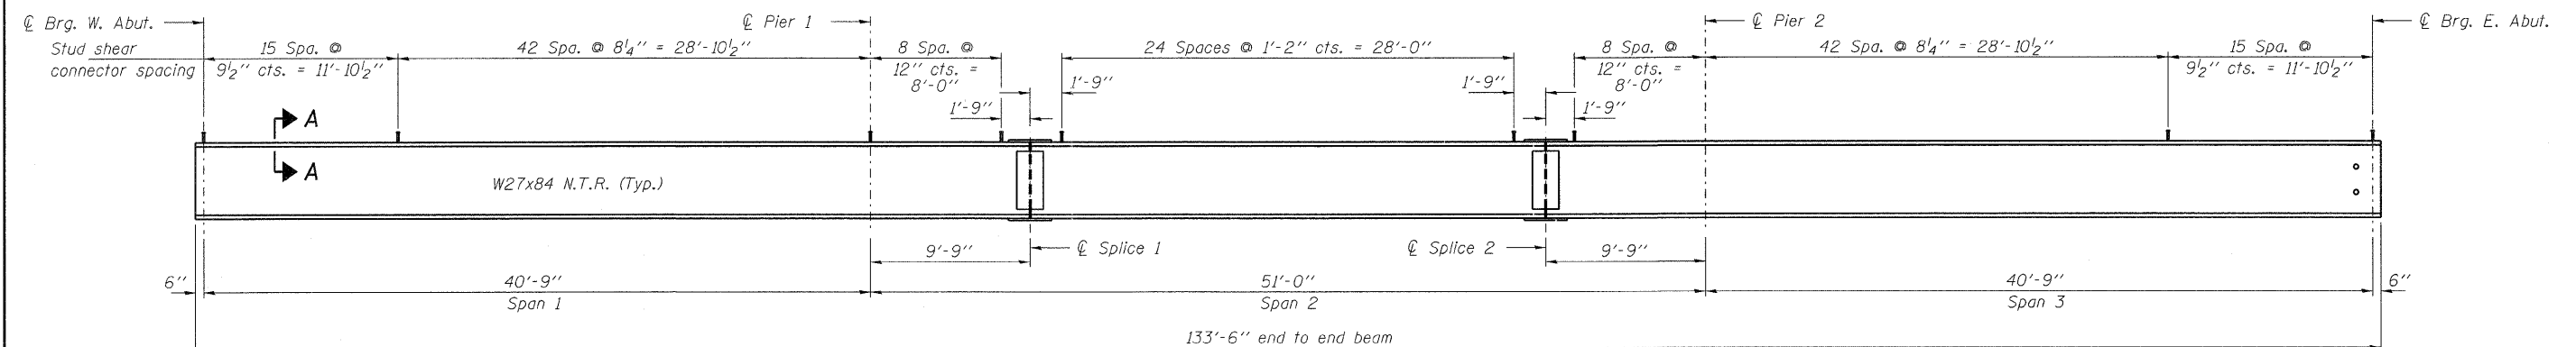 ℄ Brg. W. Abut.
℄ Pier 1
℄ Pier 2
℄ Brg. E. Abut.
Stud shear
connector spacing
15 Spa. @
9½" cts. = 11'-10½"
42 Spa. @ 8¼" = 28'-10½"
8 Spa. @
12" cts. =
8'-0"
24 Spaces @ 1'-2" cts. = 28'-0"
8 Spa. @
12" cts. =
8'-0"
42 Spa. @ 8¼" = 28'-10½"
15 Spa. @
9½" cts. = 11'-10½"
1'-9"
1'-9"
1'-9"
1'-9"
A
A
W27x84 N.T.R. (Typ.)
9'-9"
℄ Splice 1
℄ Splice 2
9'-9"
6"
40'-9"
Span 1
51'-0"
Span 2
40'-9"
Span 3
6"
133'-6" end to end beam